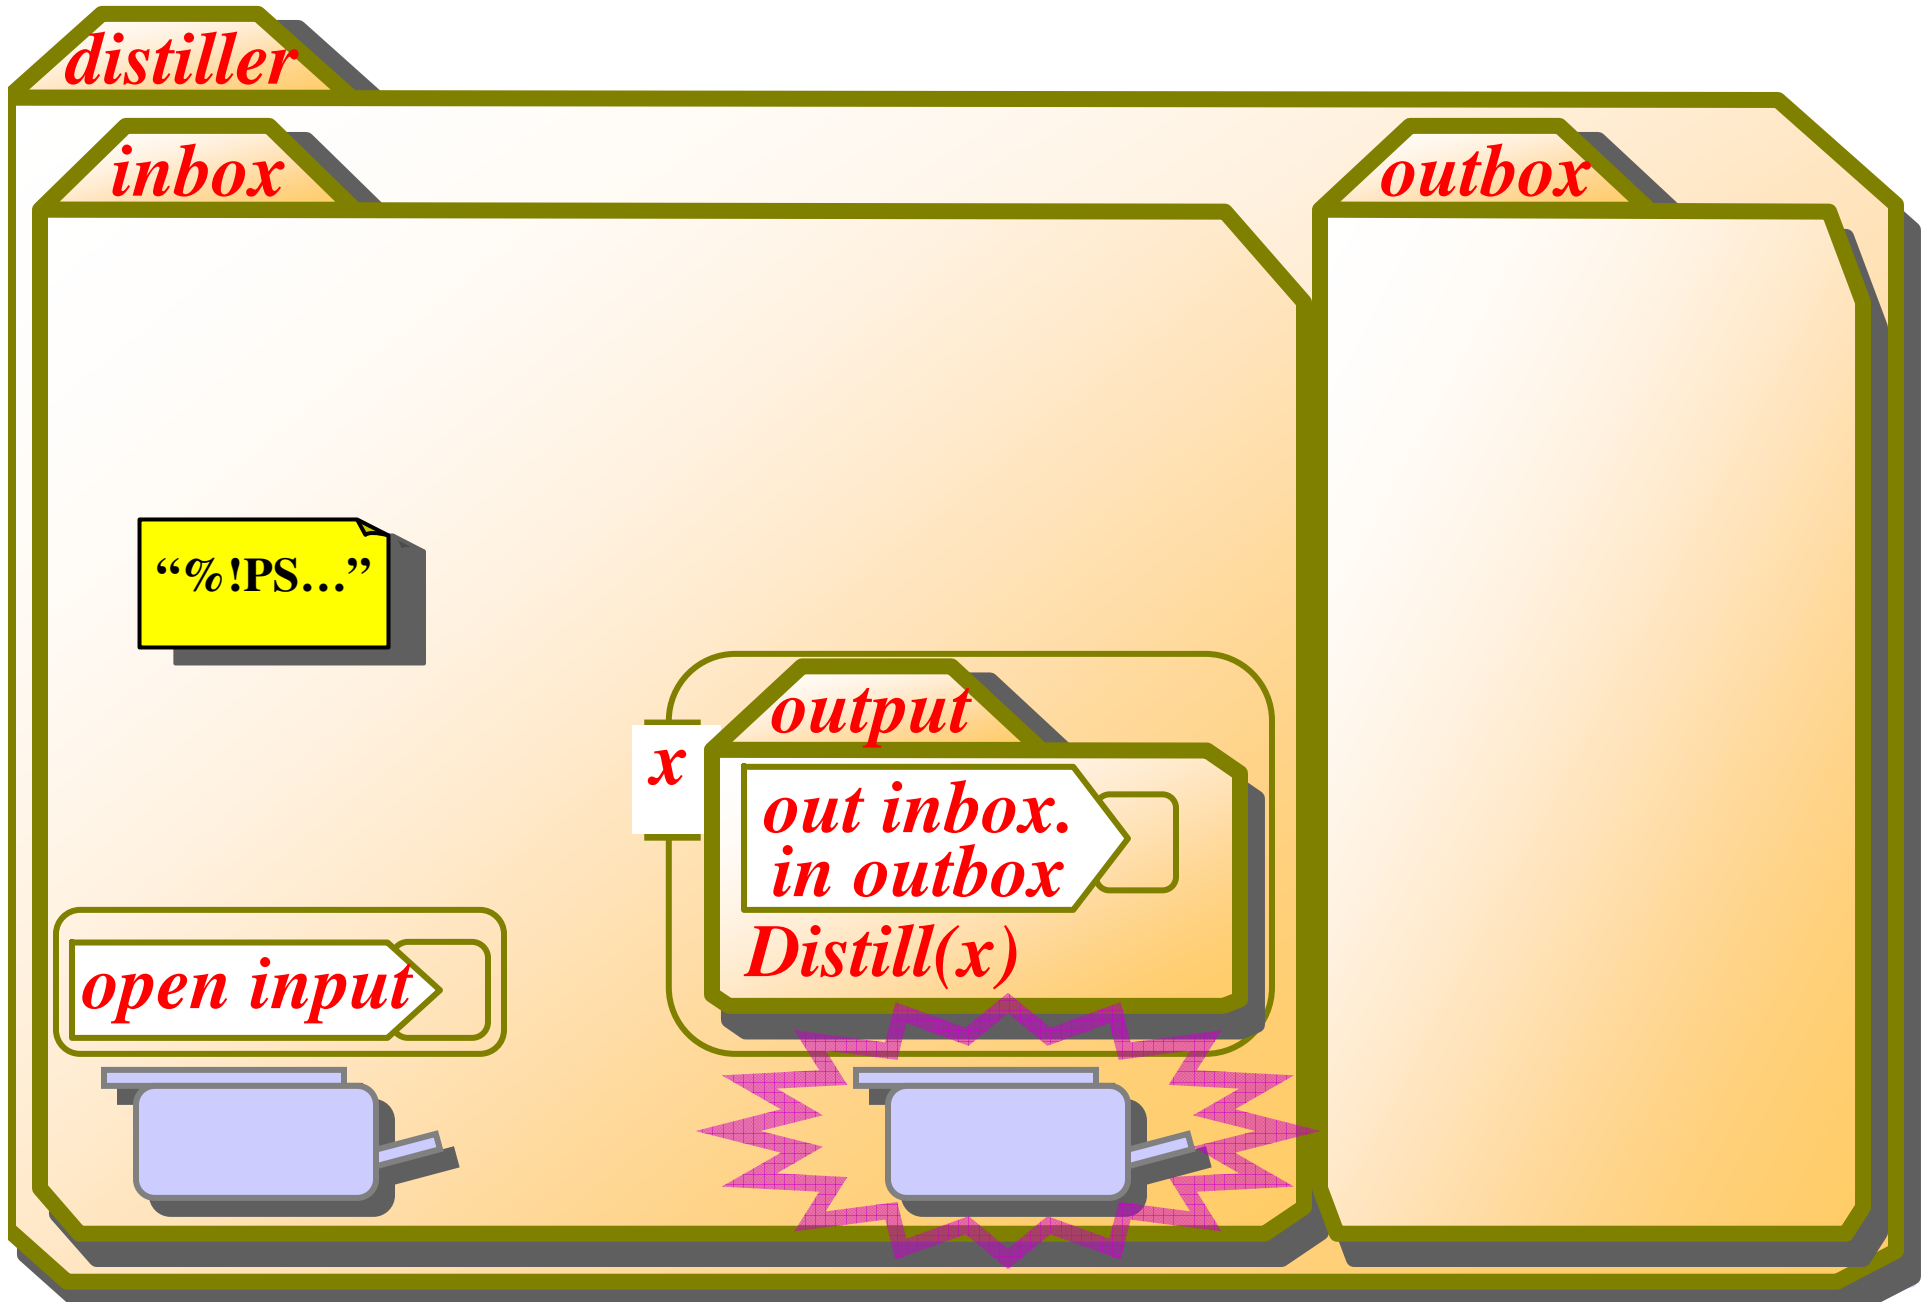 distiller
inbox
outbox
“%!PS…”
output
x
out inbox.
in outbox
Distill(x)
open input